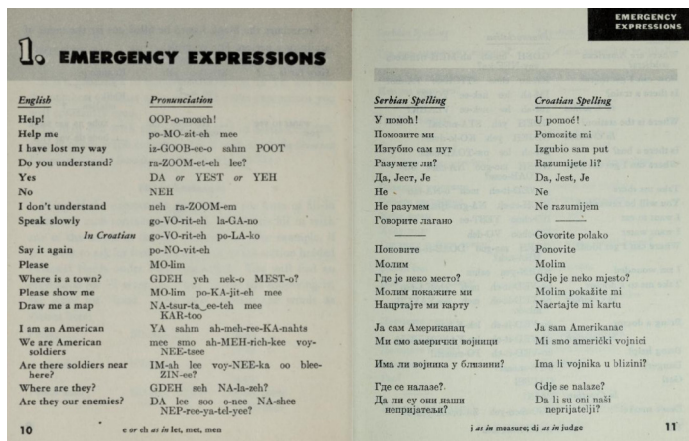 1. EMERGENCY EXPRESSIONS
English Pronunciation
Help! OOP-o-moach!
Help me po-MO-zit-eh mee
I have lost my way iz-GOOB-ee-o sahm POOT
Do you understand? ra-ZOOM-et-eh lee?
Yes DA or YEST or YEH
No NEH
I don't understand neh ra-ZOOM-em
Speak slowly go-VO-rit-eh la-GA-no
In Croatian go-VO-rit-eh po-LA-ko
Say it again po-NO-vit-eh
Please MO-lim
Where is a town? GDEH yeh nek-o MEST-o?
Please show me MO-lim po-KA-jit-eh mee
Draw me a map NA-tsur-ta_ee-teh mee
KAR-too
I am an American YA sahm ah-meh-ree-KA-nahts
We are American mee smo ah-MEH-rich-kee voy-
soldiers NEE-tsee
Are there soldiers near IM-ah lee voy-NEE-ka oo blee-
here? ZIN-ee?
Where are they? GDEH seh NA-la-zeh?
Are they our enemies? DA lee soo o-nee NA-shee
NEP-ree-ya-tel-yee?
10 e or eh as in let, met, men
EMERGENCY
EXPRESSIONS
Serbian Spelling Croatian Spelling
У помоћ! U pomoć!
Помозите ми Pomozite mi
Изгубио сам пут Izgubio sam put
Разумете ли? Razumijete li?
Да, Јест, Је Da, Jest, Je
Не Ne
Не разумем Ne razumijem
Говорите лагано ———
——— Govorite polako
Поновите Ponovite
Молим Molim
Где је неко место? Gdje je neko mjesto?
Молим покажите ми Molim pokažite mi
Нацртајте ми карту Nacrtajte mi kartu
Ја сам Американац Ja sam Amerikanac
Ми смо амерички војници Mi smo američki vojnici
Има ли војника у близини? Ima li vojnika u blizini?
Где се налазе? Gdje se nalaze?
Да ли су они наши Da li su oni naši
непријатељи? neprijatelji?
j as in measure; dj as in judge 11